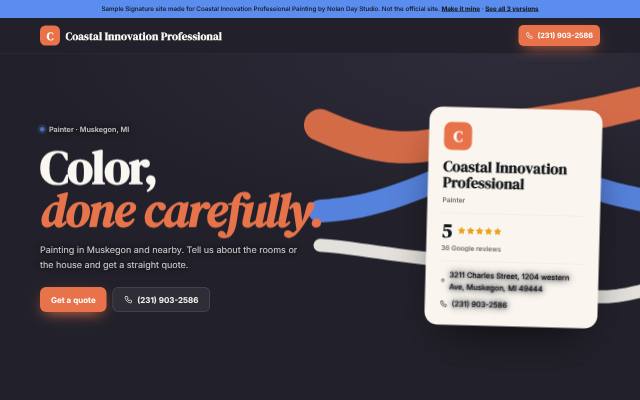 Sample Signature site made for Coastal Innovation Professional Painting by Nolan Day Studio. Not the official site. Make it mine · See all 3 versions
C Coastal Innovation Professional
(231) 903-2586
Painter · Muskegon, MI
Color,
done carefully.
Painting in Muskegon and nearby. Tell us about the rooms or
the house and get a straight quote.
Get a quote
(231) 903-2586
C
Coastal Innovation
Professional
Painter
5 ★★★★★
36 Google reviews
3211 Charles Street, 1204 western
Ave, Muskegon, MI 49444
(231) 903-2586